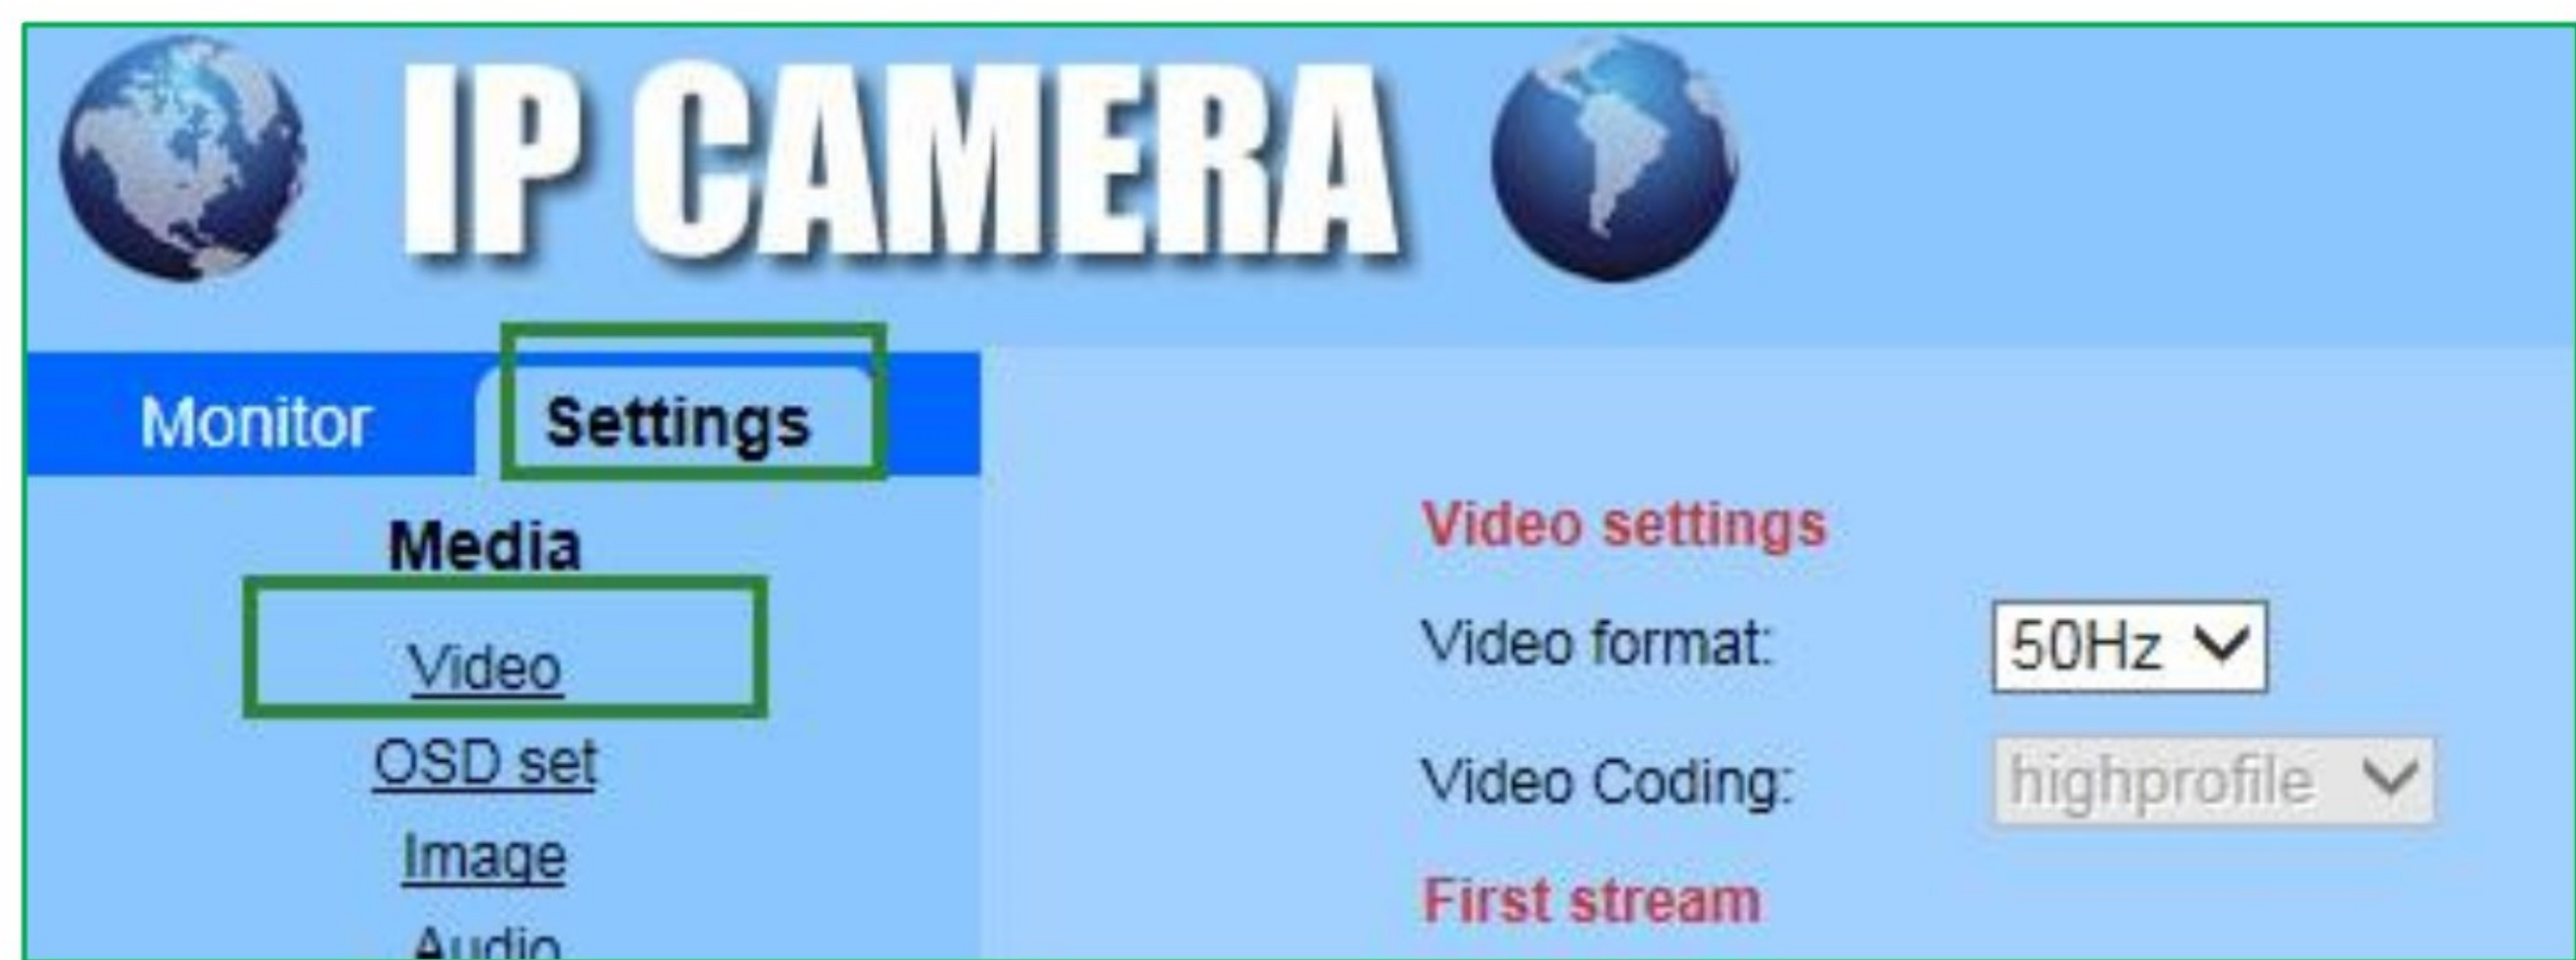 IP CAMERA
Monitor Settings
Media
Video
OSD set
Image
Audio
Video settings
Video format: 50Hz
Video Coding: highprofile
First stream